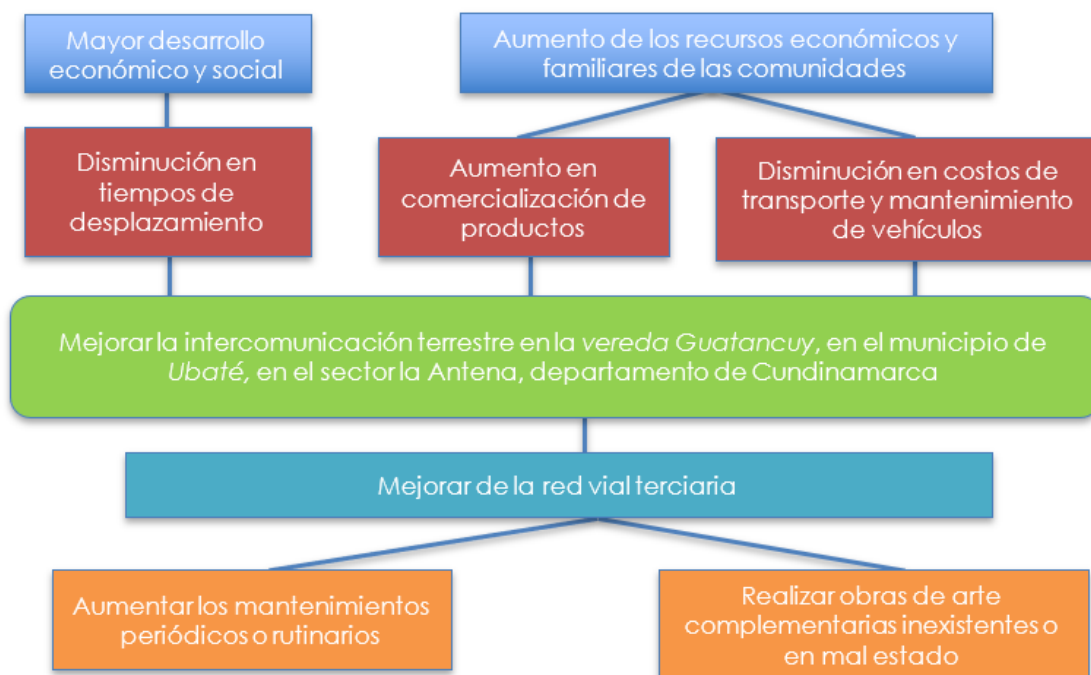 Mayor desarrollo
económico y social
Aumento de los recursos económicos y
familiares de las comunidades
Disminución en
tiempos de
desplazamiento
Aumento en
comercialización de
productos
Disminución en costos de
transporte y mantenimiento
de vehículos
Mejorar la intercomunicación terrestre en la vereda Guatancuy, en el municipio de
Ubaté, en el sector la Antena, departamento de Cundinamarca
Mejorar de la red vial terciaria
Aumentar los mantenimientos
periódicos o rutinarios
Realizar obras de arte
complementarias inexistentes o
en mal estado